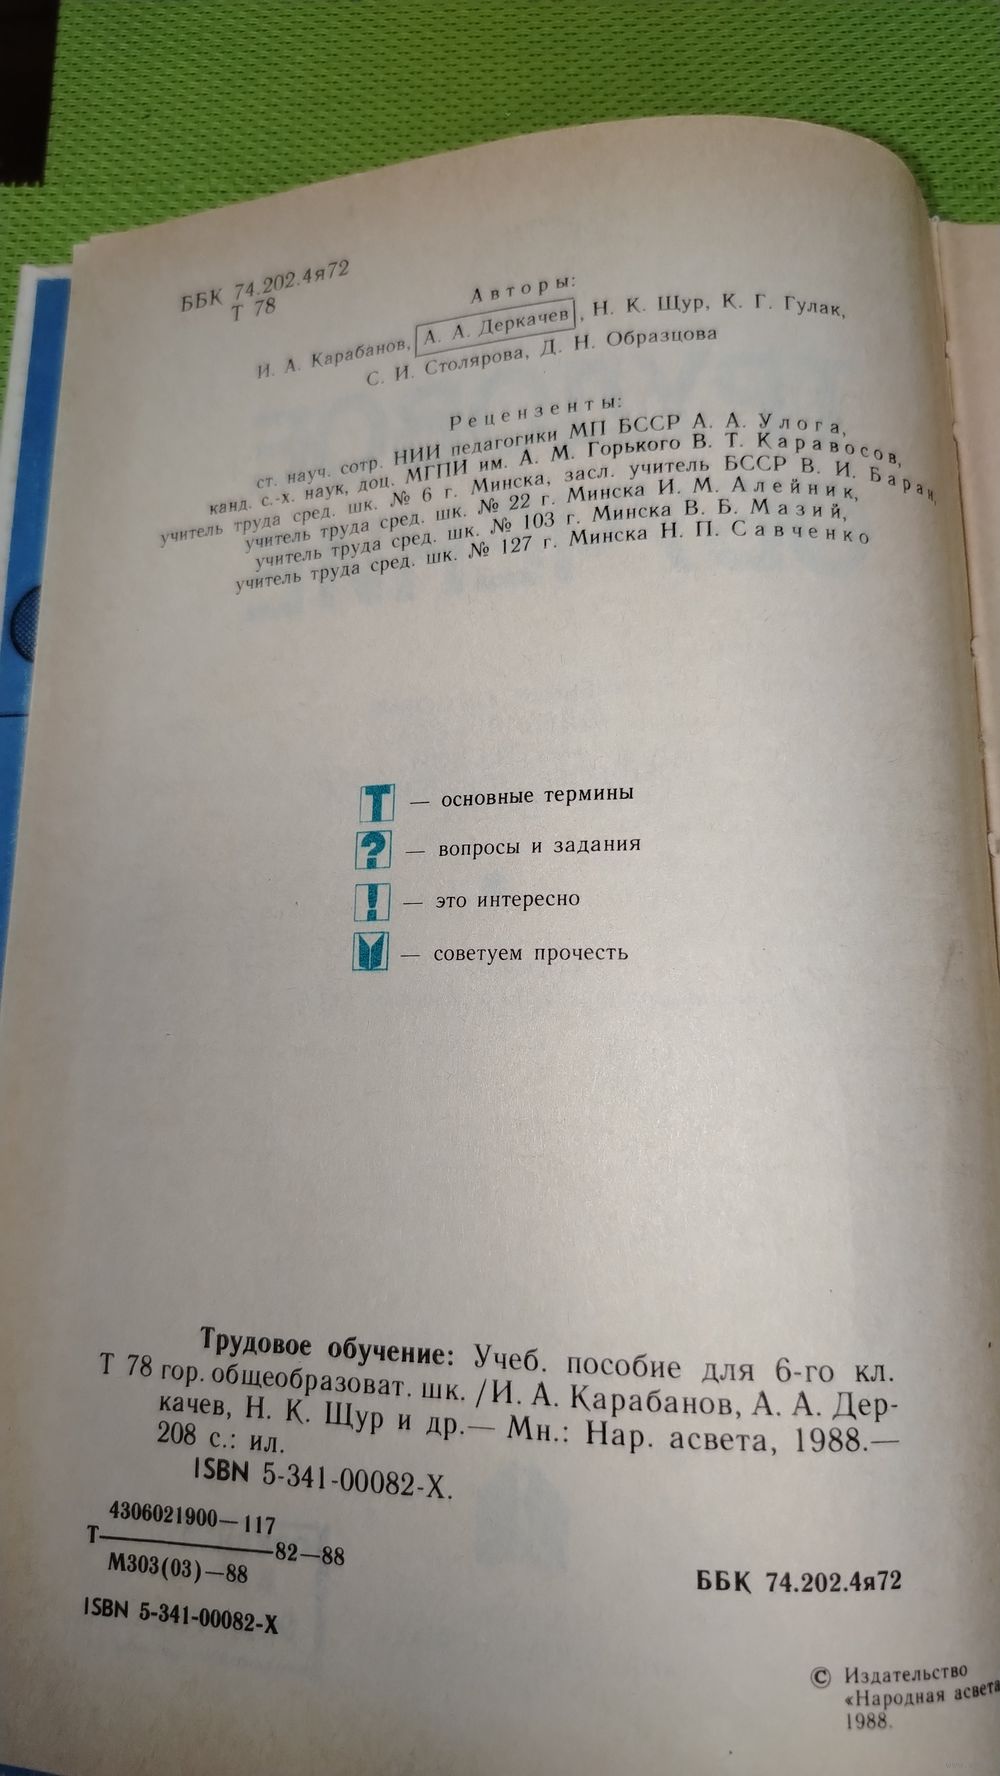 ББК 74.202.4я72
Т 78
Авторы:
И. А. Карабанов, А. А. Деркачев, Н. К. Щур, К. Г. Гулак,
С. И. Столярова, Д. Н. Образцова
Рецензенты:
ст. науч. сотр. НИИ педагогики МП БССР А. А. Улога,
канд. с.-х. наук, доц. МГПИ им. А. М. Горького В. Т. Каравосов,
учитель труда сред. шк. № 6 г. Минска, засл. учитель БССР В. И. Баран,
учитель труда сред. шк. № 22 г. Минска И. М. Алейник,
учитель труда сред. шк. № 103 г. Минска В. Б. Мазий,
учитель труда сред. шк. № 127 г. Минска Н. П. Савченко
Т — основные термины
? — вопросы и задания
! — это интересно
— советуем прочесть
Трудовое обучение: Учеб. пособие для 6-го кл.
Т 78 гор. общеобразоват. шк. /И. А. Карабанов, А. А. Дер-
качев, Н. К. Щур и др.— Мн.: Нар. асвета, 1988.—
208 с.: ил.
ISBN 5-341-00082-X.
4306021900—117
Т————82—88
М303(03)—88
ББК 74.202.4я72
ISBN 5-341-00082-X
© Издательство
«Народная асвета
1988.